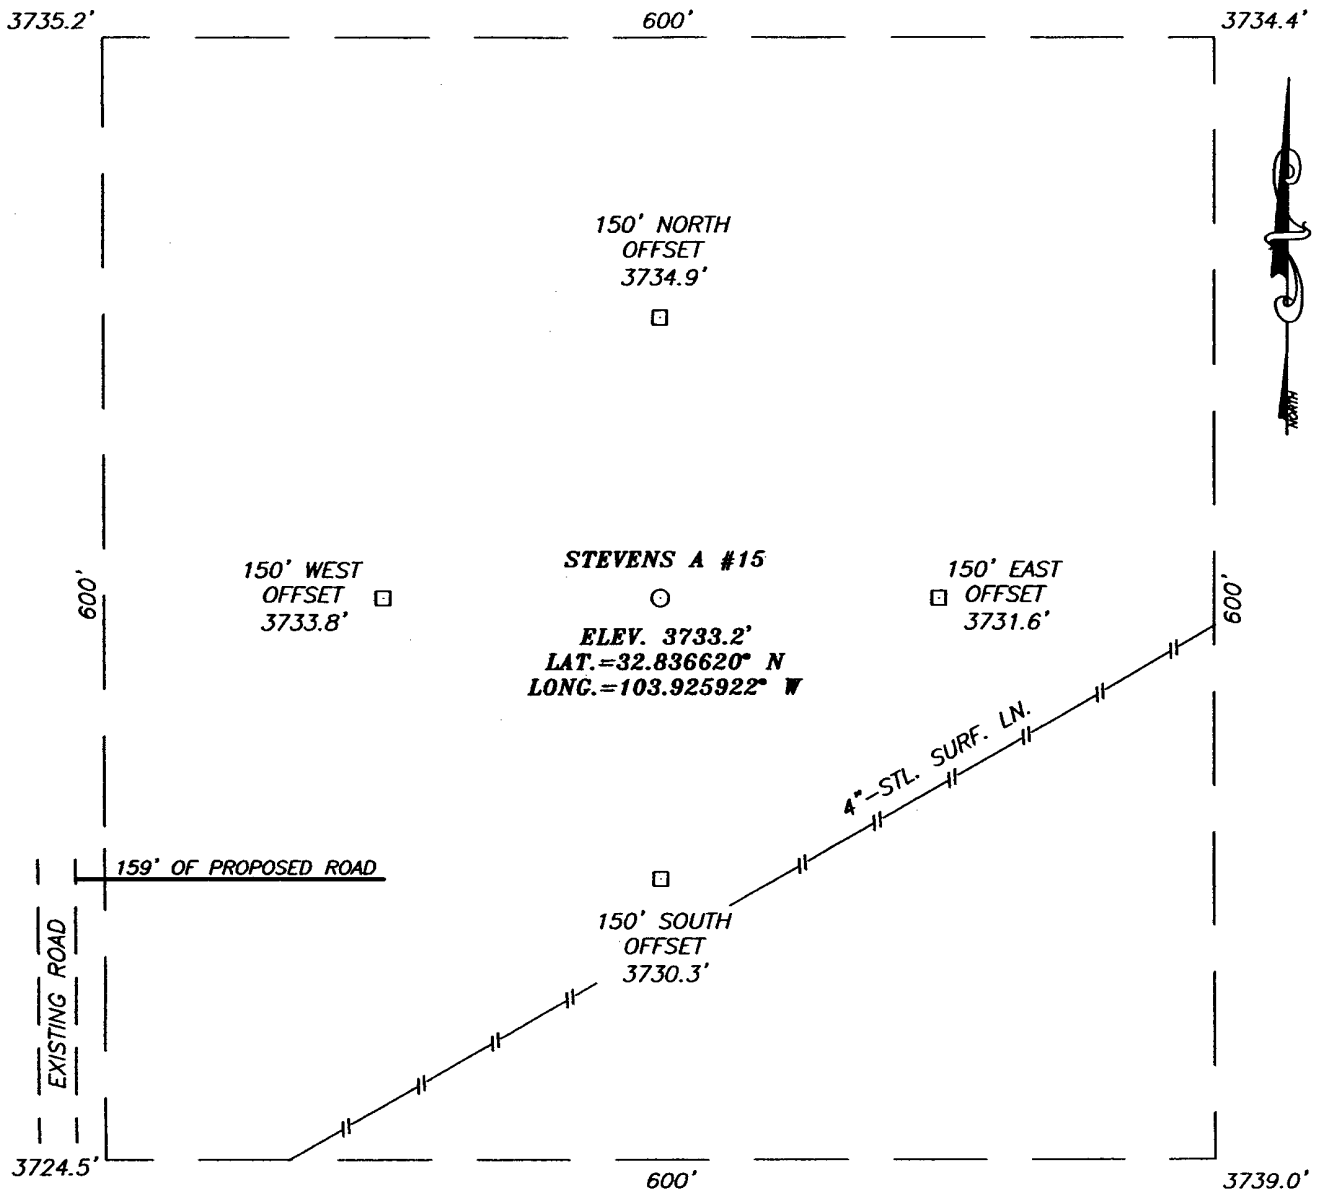 3735.2'
600'
3734.4'
150' NORTH
OFFSET
3734.9'
NORTH
600'
150' WEST
OFFSET
3733.8'
STEVENS A #15
ELEV. 3733.2'
LAT.=32.836620° N
LONG.=103.925922° W
150' EAST
OFFSET
3731.6'
600'
4"-STL. SURF. LN.
159' OF PROPOSED ROAD
EXISTING ROAD
150' SOUTH
OFFSET
3730.3'
3724.5'
600'
3739.0'